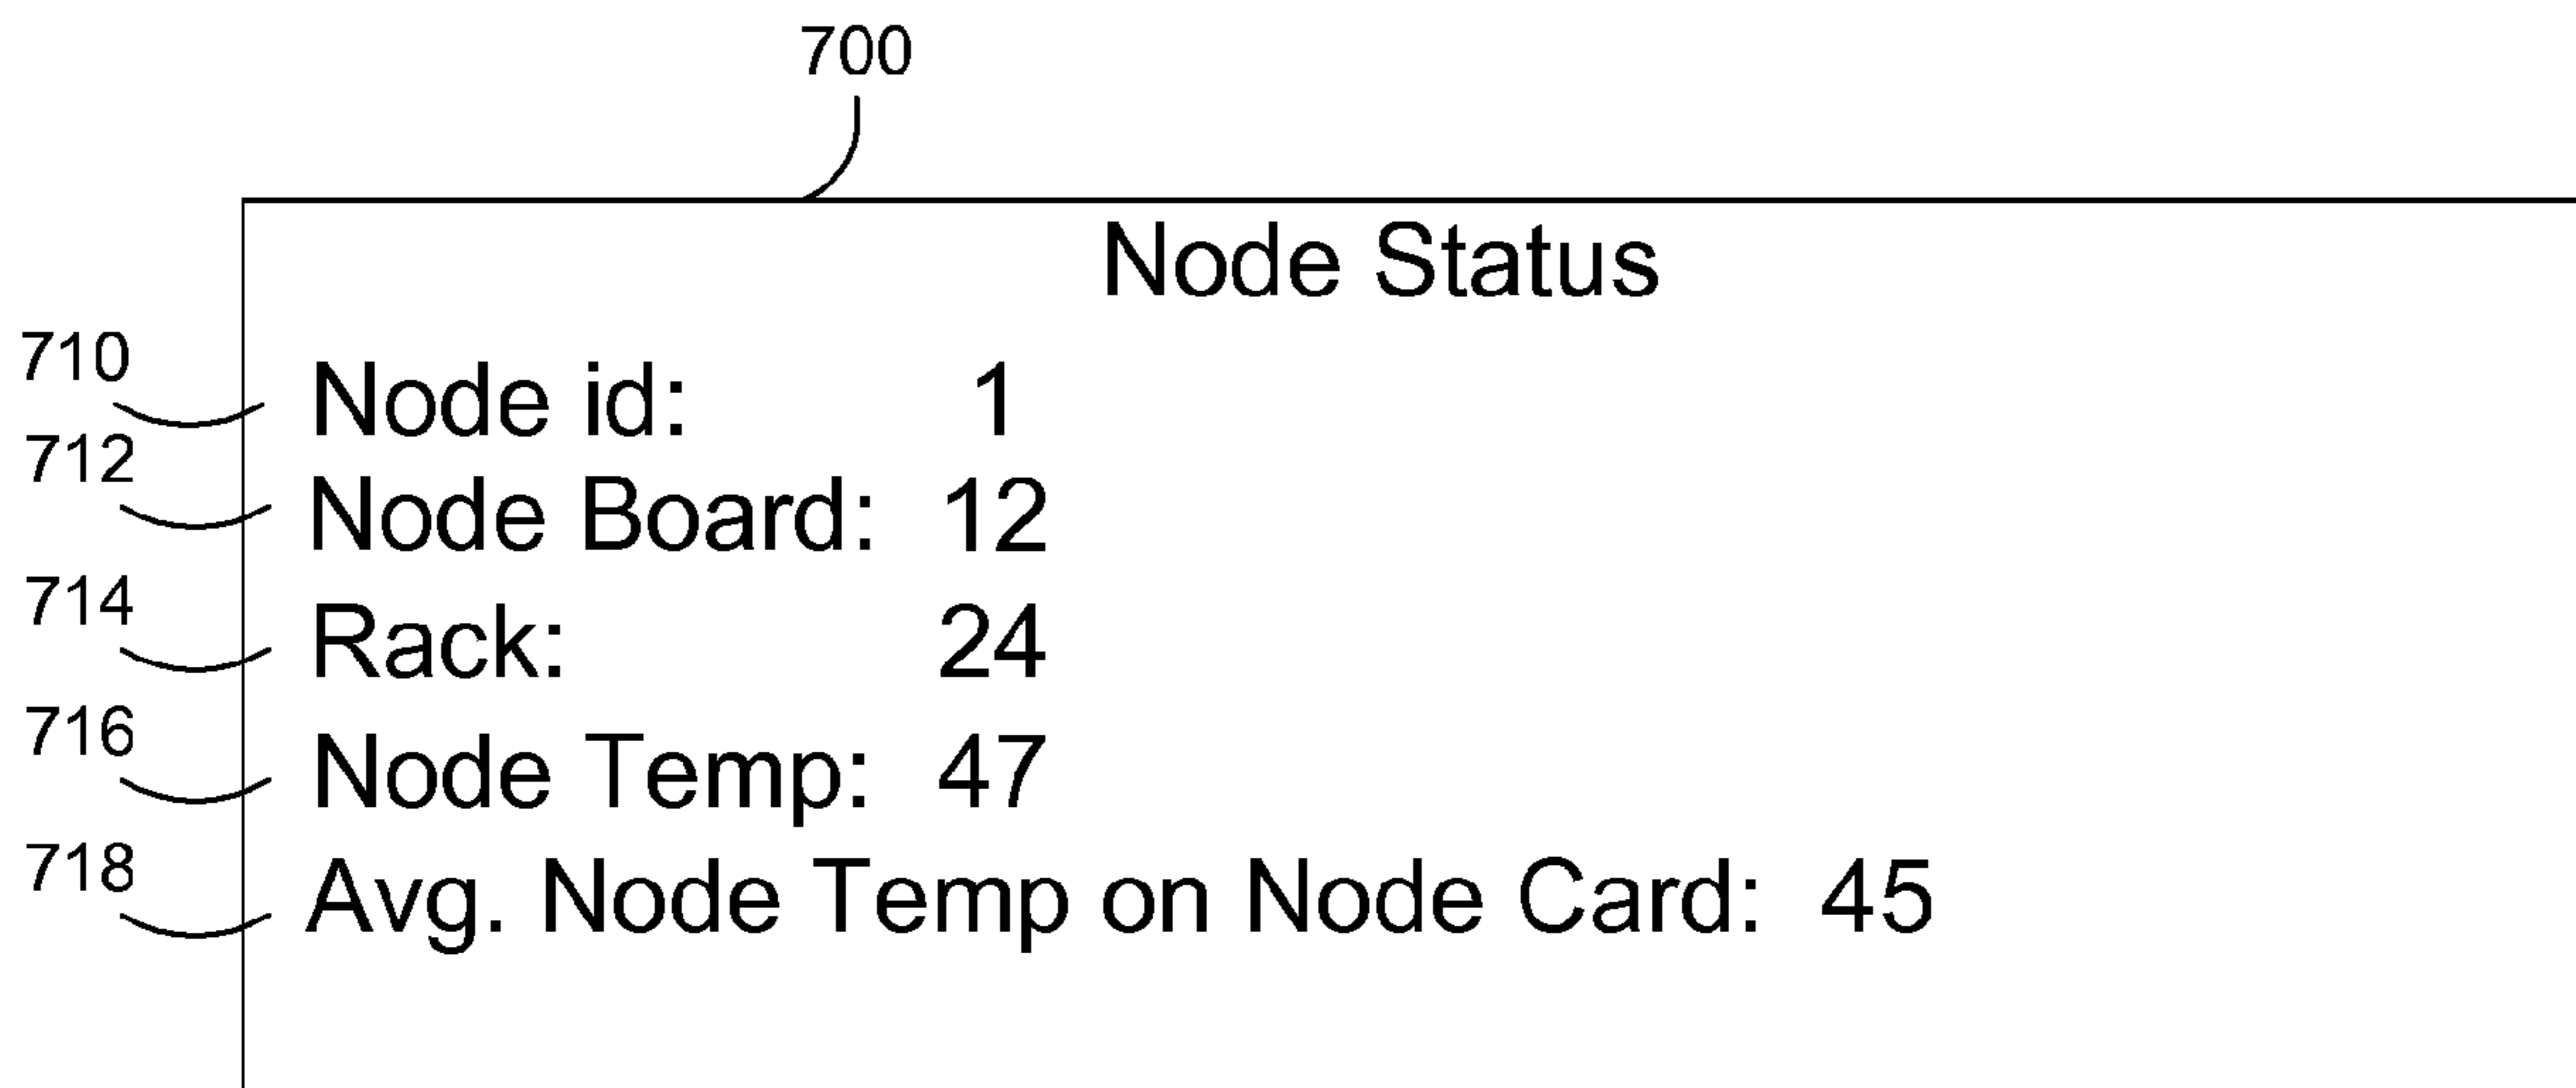 700
Node Status
710 Node id: 1
712 Node Board: 12
714 Rack: 24
716 Node Temp: 47
718 Avg. Node Temp on Node Card: 45